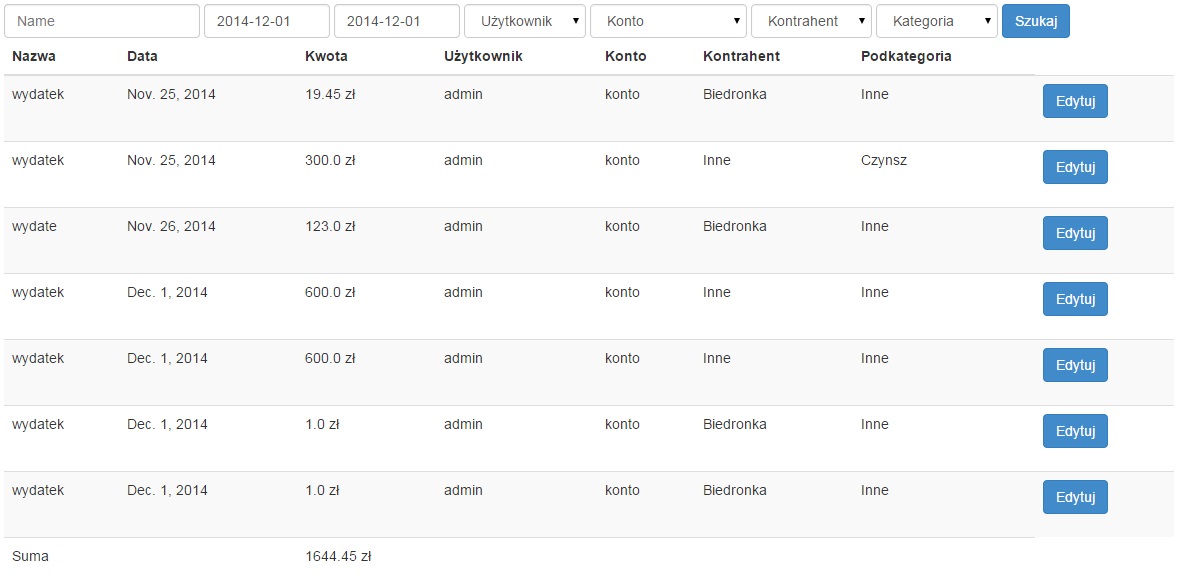 Name 2014-12-01 2014-12-01 Użytkownik Konto Kontrahent Kategoria Szukaj
Nazwa Data Kwota Użytkownik Konto Kontrahent Podkategoria
wydatek Nov. 25, 2014 19.45 zł admin konto Biedronka Inne Edytuj
wydatek Nov. 25, 2014 300.0 zł admin konto Inne Czynsz Edytuj
wydate Nov. 26, 2014 123.0 zł admin konto Biedronka Inne Edytuj
wydatek Dec. 1, 2014 600.0 zł admin konto Inne Inne Edytuj
wydatek Dec. 1, 2014 600.0 zł admin konto Inne Inne Edytuj
wydatek Dec. 1, 2014 1.0 zł admin konto Biedronka Inne Edytuj
wydatek Dec. 1, 2014 1.0 zł admin konto Biedronka Inne Edytuj
Suma 1644.45 zł